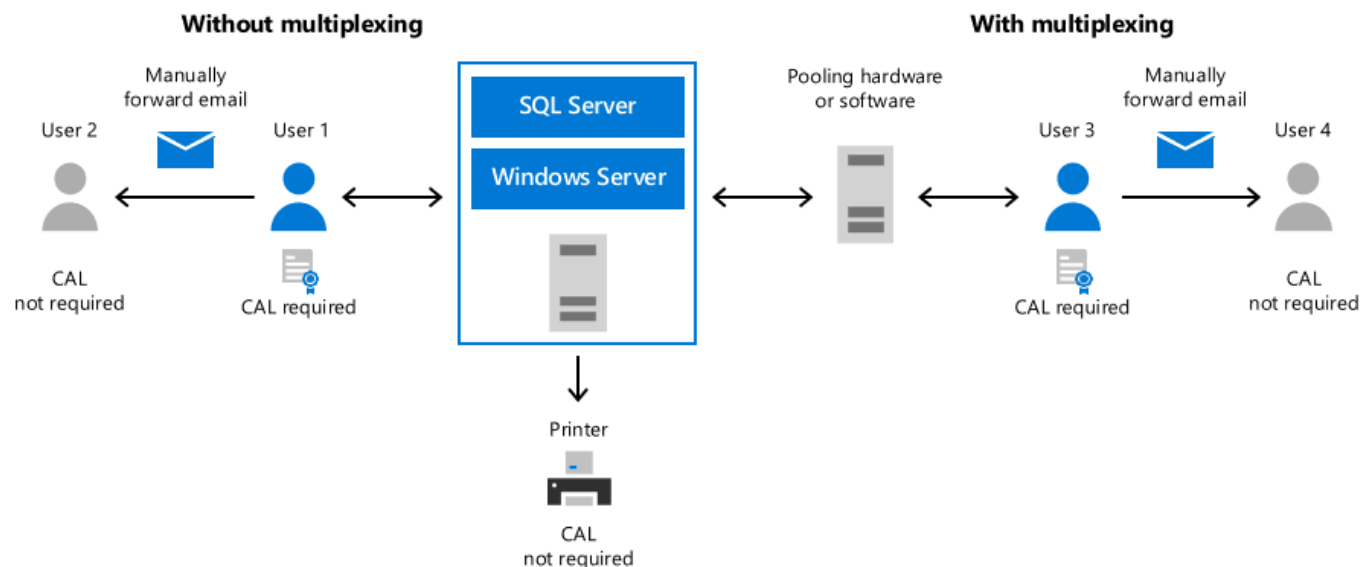 Without multiplexing
With multiplexing
Manually
forward email
User 2
User 1
CAL
not required
CAL required
SQL Server
Windows Server
Printer
CAL
not required
Pooling hardware
or software
User 3
Manually
forward email
User 4
CAL required
CAL
not required